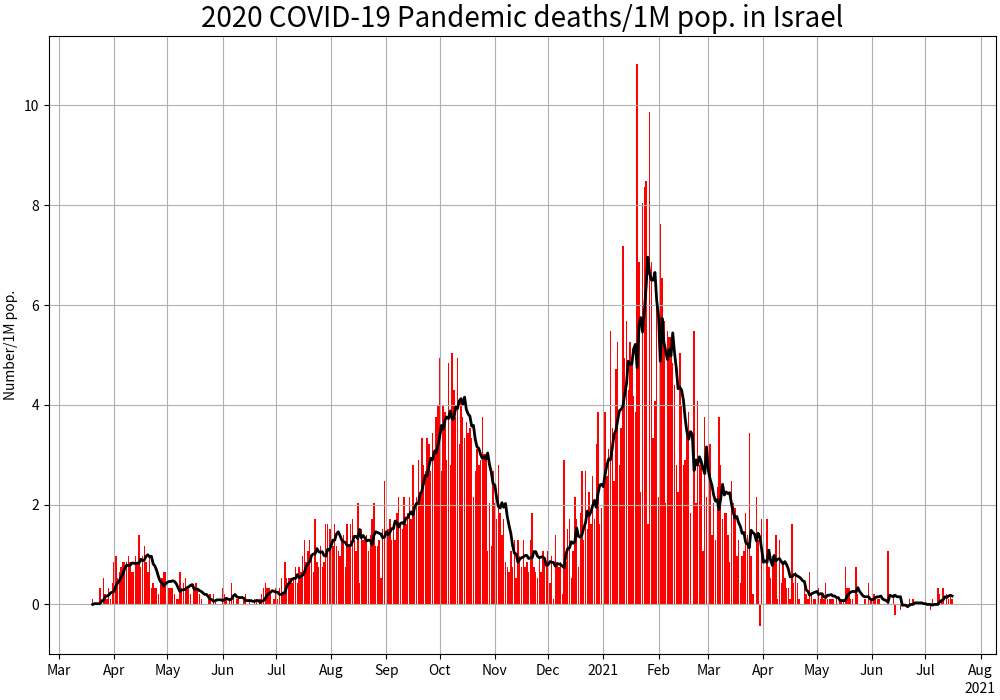 2020 COVID-19 Pandemic deaths/1M pop. in Israel
Number/1M pop.
10
8
6
4
2
0
Mar Apr May Jun Jul Aug Sep Oct Nov Dec 2021 Feb Mar Apr May Jun Jul Aug
2021